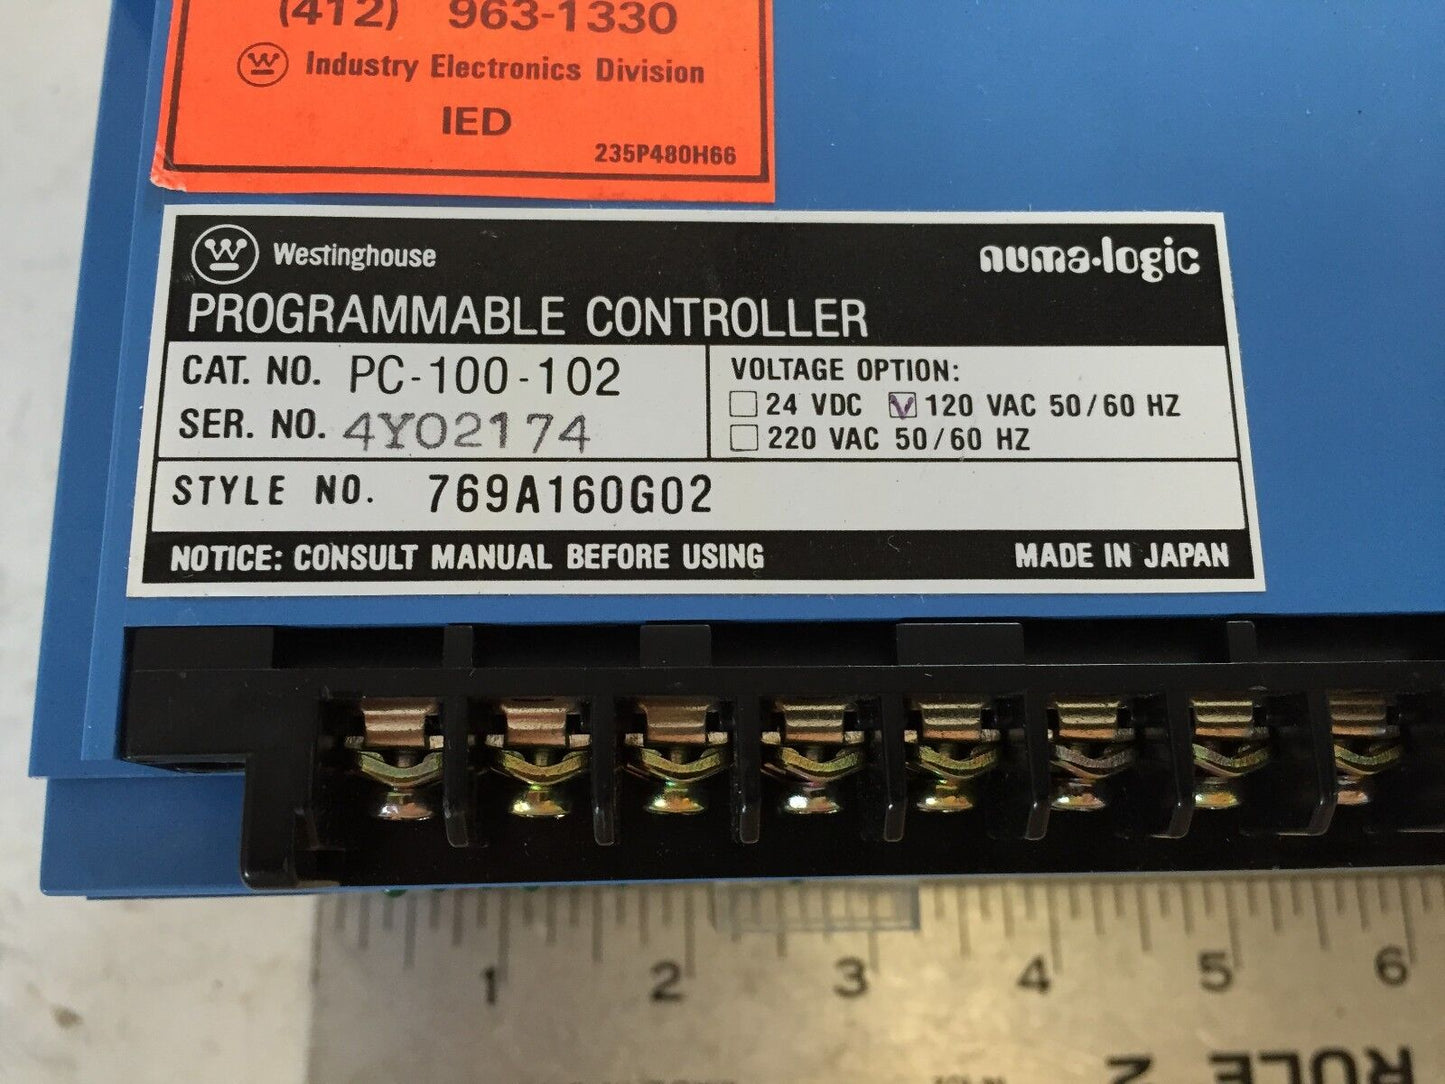 (412) 963-1330
W Industry Electronics Division
IED
235P480H66
W Westinghouse
numa-logic
PROGRAMMABLE CONTROLLER
CAT. NO. PC-100-102
SER. NO. 4Y02174
VOLTAGE OPTION:
24 VDC 120 VAC 50/60 HZ
220 VAC 50/60 HZ
STYLE NO. 769A160G02
NOTICE: CONSULT MANUAL BEFORE USING
MADE IN JAPAN
1 2 3 4 5 6
RULE 2